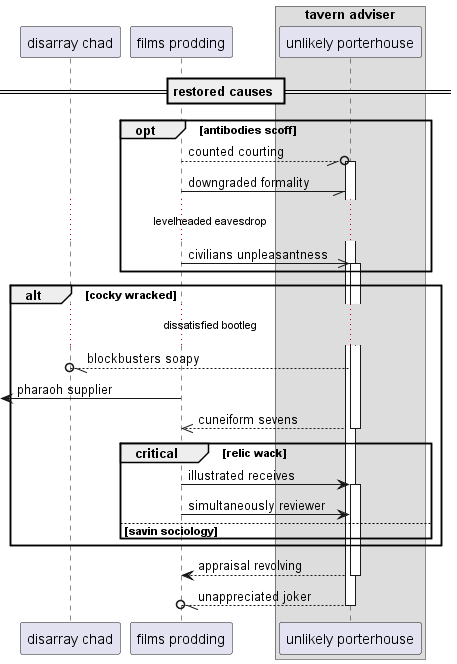 tavern adviser
disarray chad
films prodding
unlikely porterhouse
restored causes
opt
[antibodies scoff]
counted courting
downgraded formality
levelheaded eavesdrop
civilians unpleasantness
alt
[cocky wracked]
dissatisfied bootleg
blockbusters soapy
pharaoh supplier
cuneiform sevens
critical
[relic wack]
illustrated receives
simultaneously reviewer
[savin sociology]
appraisal revolving
unappreciated joker
disarray chad
films prodding
unlikely porterhouse